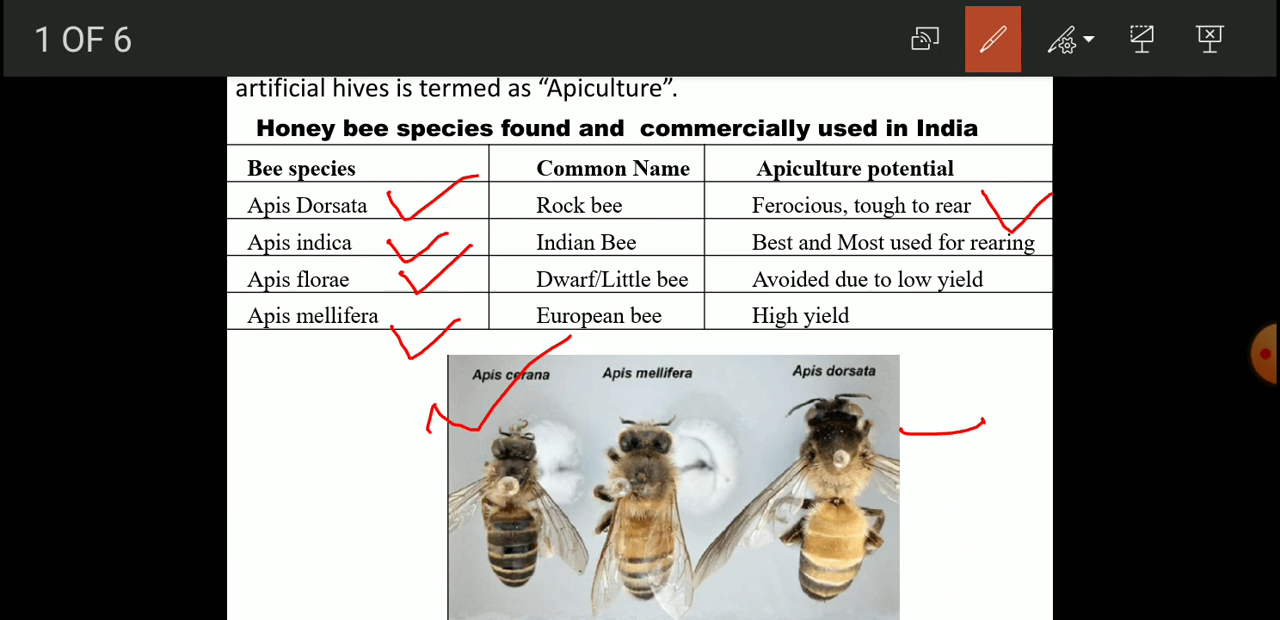 1 OF 6
artificial hives is termed as “Apiculture”.
Honey bee species found and commercially used in India
Bee species Common Name Apiculture potential
Apis Dorsata Rock bee Ferocious, tough to rear
Apis indica Indian Bee Best and Most used for rearing
Apis florae Dwarf/Little bee Avoided due to low yield
Apis mellifera European bee High yield
Apis cerana Apis mellifera Apis dorsata